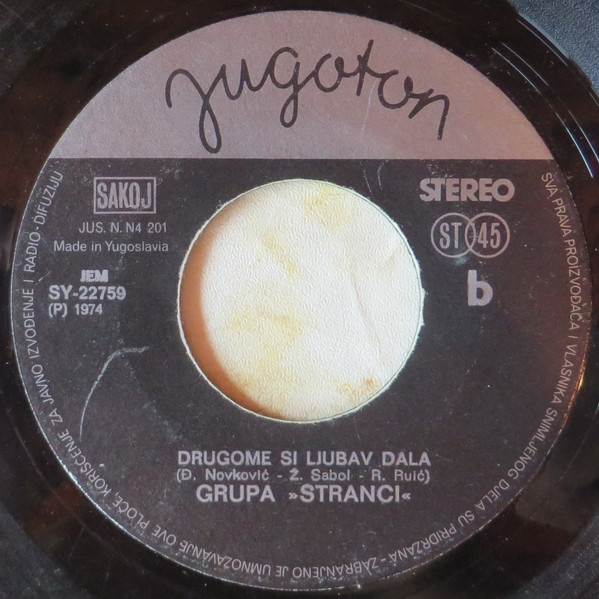 jugoton
SAKOJ
STEREO
JUS. N. N4 201
Made in Yugoslavia
ST 45
JEM
SY-22759
(P) 1974
b
DRUGOME SI LJUBAV DALA
(Đ. Novković - Ž. Sabol - R. Ruić)
GRUPA »STRANCI«
SVA PRAVA PROIZVOĐAČA I VLASNIKA SNIMLJENOG DJELA SU PRIDRŽANA - ZABRANJENO JE UMNOŽAVANJE OVE PLOČE, KORIŠĆENJE ZA JAVNO IZVOĐENJE I RADIO-DIFUZIJU